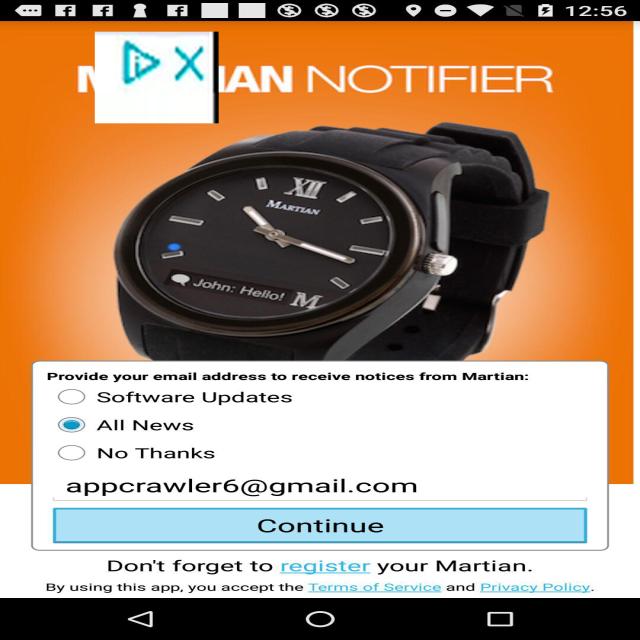 12:56
M IAN NOTIFIER
XII
MARTIAN
John: Hello!
M
Provide your email address to receive notices from Martian:
Software Updates
All News
No Thanks
appcrawler6@gmail.com
Continue
Don't forget to register your Martian.
By using this app, you accept the Terms of Service and Privacy Policy.